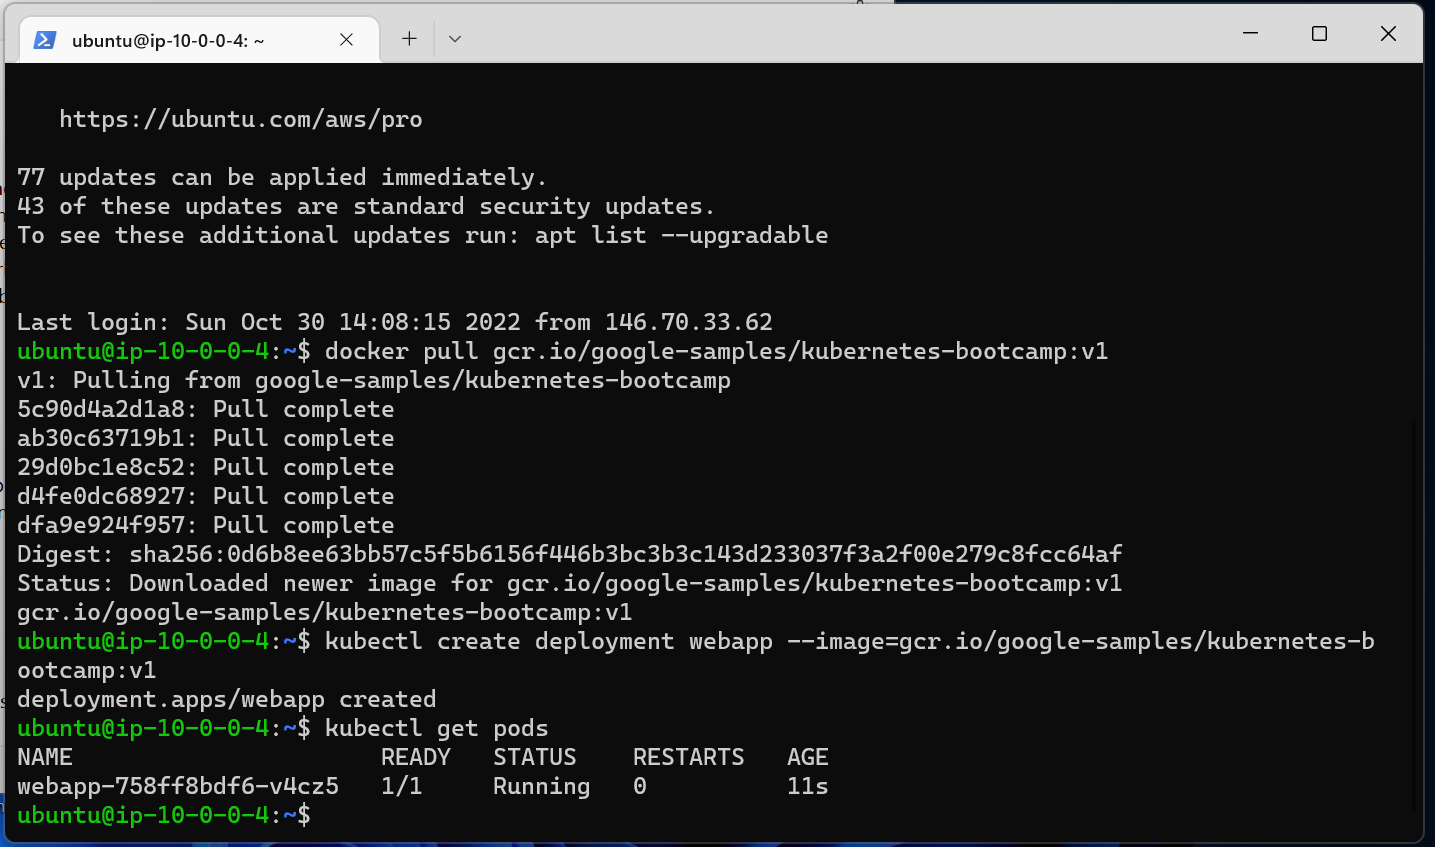 ubuntu@ip-10-0-0-4: ~
https://ubuntu.com/aws/pro
77 updates can be applied immediately.
43 of these updates are standard security updates.
To see these additional updates run: apt list --upgradable
Last login: Sun Oct 30 14:08:15 2022 from 146.70.33.62
ubuntu@ip-10-0-0-4:~$ docker pull gcr.io/google-samples/kubernetes-bootcamp:v1
v1: Pulling from google-samples/kubernetes-bootcamp
5c90d4a2d1a8: Pull complete
ab30c63719b1: Pull complete
29d0bc1e8c52: Pull complete
d4fe0dc68927: Pull complete
dfa9e924f957: Pull complete
Digest: sha256:0d6b8ee63bb57c5f5b6156f446b3bc3b3c143d233037f3a2f00e279c8fcc64af
Status: Downloaded newer image for gcr.io/google-samples/kubernetes-bootcamp:v1
gcr.io/google-samples/kubernetes-bootcamp:v1
ubuntu@ip-10-0-0-4:~$ kubectl create deployment webapp --image=gcr.io/google-samples/kubernetes-b
ootcamp:v1
deployment.apps/webapp created
ubuntu@ip-10-0-0-4:~$ kubectl get pods
NAME READY STATUS RESTARTS AGE
webapp-758ff8bdf6-v4cz5 1/1 Running 0 11s
ubuntu@ip-10-0-0-4:~$